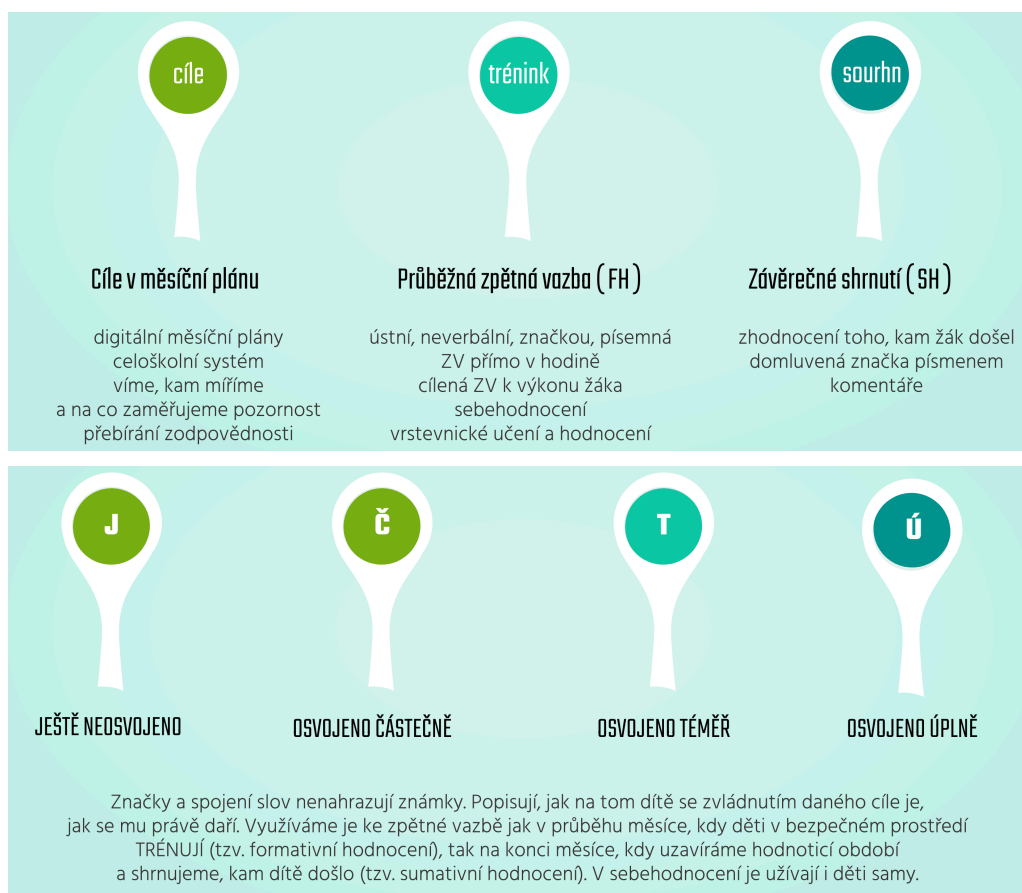 cíle
trénink
sourhn
Cíle v měsíční plánu
Průběžná zpětná vazba ( FH )
Závěrečné shrnutí ( SH )
digitální měsíční plány
celoškolní systém
víme, kam míříme
a na co zaměřujeme pozornost
přebírání zodpovědnosti
ústní, neverbální, značkou, písemná
ZV přímo v hodině
cílená ZV k výkonu žáka
sebehodnocení
vrstevnické učení a hodnocení
zhodnocení toho, kam žák došel
domluvená značka písmenem
komentáře
J
Č
T
Ú
JEŠTĚ NEOSVOJENO
OSVOJENO ČÁSTEČNĚ
OSVOJENO TÉMĚŘ
OSVOJENO ÚPLNĚ
Značky a spojení slov nenahrazují známky. Popisují, jak na tom dítě se zvládnutím daného cíle je,
jak se mu právě daří. Využíváme je ke zpětné vazbě jak v průběhu měsíce, kdy děti v bezpečném prostředí
TRÉNUJÍ (tzv. formativní hodnocení), tak na konci měsíce, kdy uzavíráme hodnoticí období
a shrnujeme, kam dítě došlo (tzv. sumativní hodnocení). V sebehodnocení je užívají i děti samy.